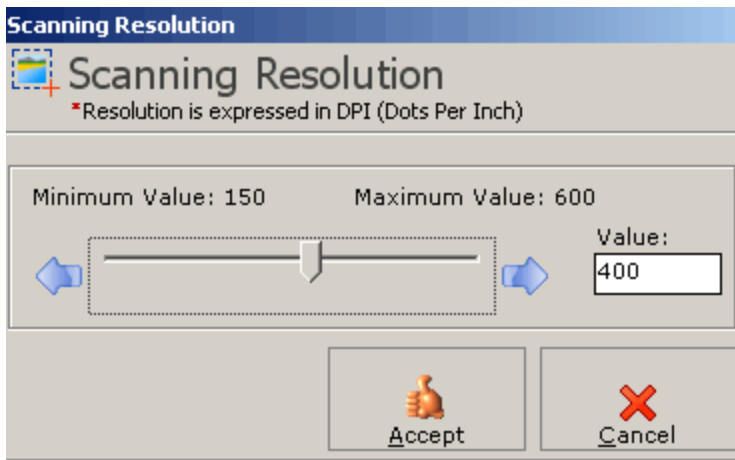 Scanning Resolution
Scanning Resolution
*Resolution is expressed in DPI (Dots Per Inch)
Minimum Value: 150 Maximum Value: 600
Value:
400
Accept Cancel